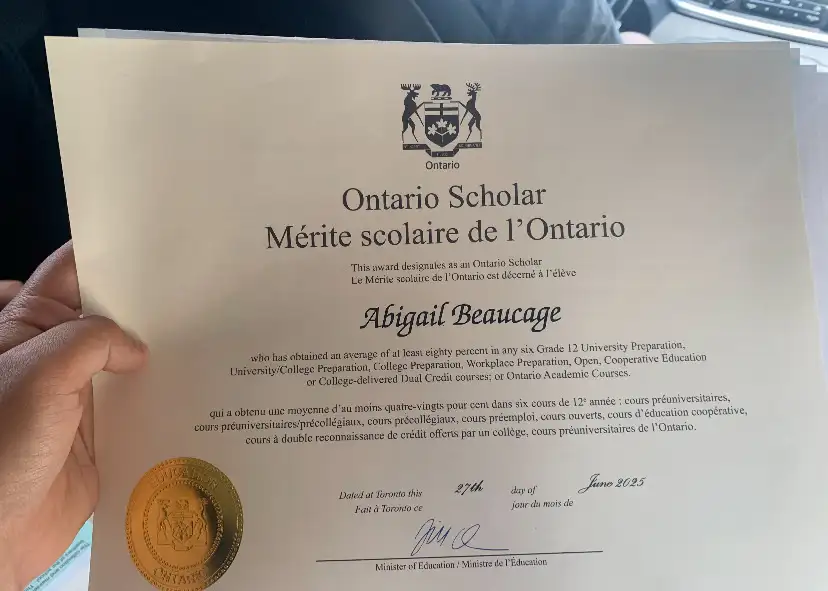 Ontario
Ontario Scholar
Mérite scolaire de l'Ontario
This award designates as an Ontario Scholar
Le Mérite scolaire de l'Ontario est décerné à l'élève
Abigail Beaucage
who has obtained an average of at least eighty percent in any six Grade 12 University Preparation,
University/College Preparation, College Preparation, Workplace Preparation, Open, Cooperative Education
or College-delivered Dual Credit courses; or Ontario Academic Courses.
qui a obtenu une moyenne d'au moins quatre-vingts pour cent dans six cours de 12e année : cours préuniversitaires,
cours préuniversitaires/précollégiaux, cours précollégiaux, cours préemploi, cours ouverts, cours d'éducation coopérative,
cours à double reconnaissance de crédit offerts par un collège, cours préuniversitaires de l'Ontario.
Dated at Toronto this 27th day of June 2025
Fait à Toronto ce jour du mois de
Minister of Education / Ministre de l'Éducation
ONTARIO